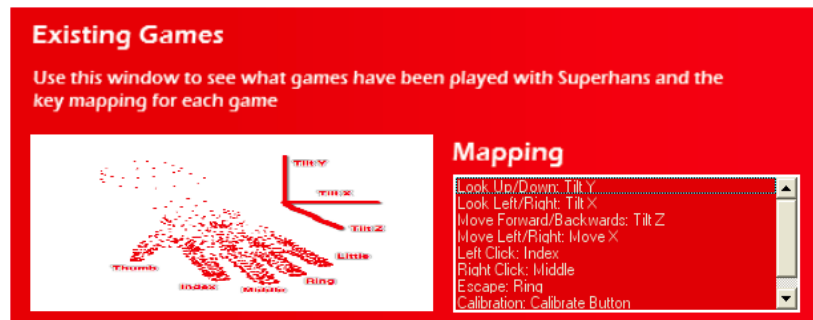 Existing Games
Use this window to see what games have been played with Superhans and the
key mapping for each game
Tilt Y
Tilt X
Tilt Z
Little
Ring
Middle
Index
Thumb
Mapping
Look Up/Down: Tilt Y
Look Left/Right: Tilt X
Move Forward/Backwards: Tilt Z
Move Left/Right: Move X
Left Click: Index
Right Click: Middle
Escape: Ring
Calibration: Calibrate Button